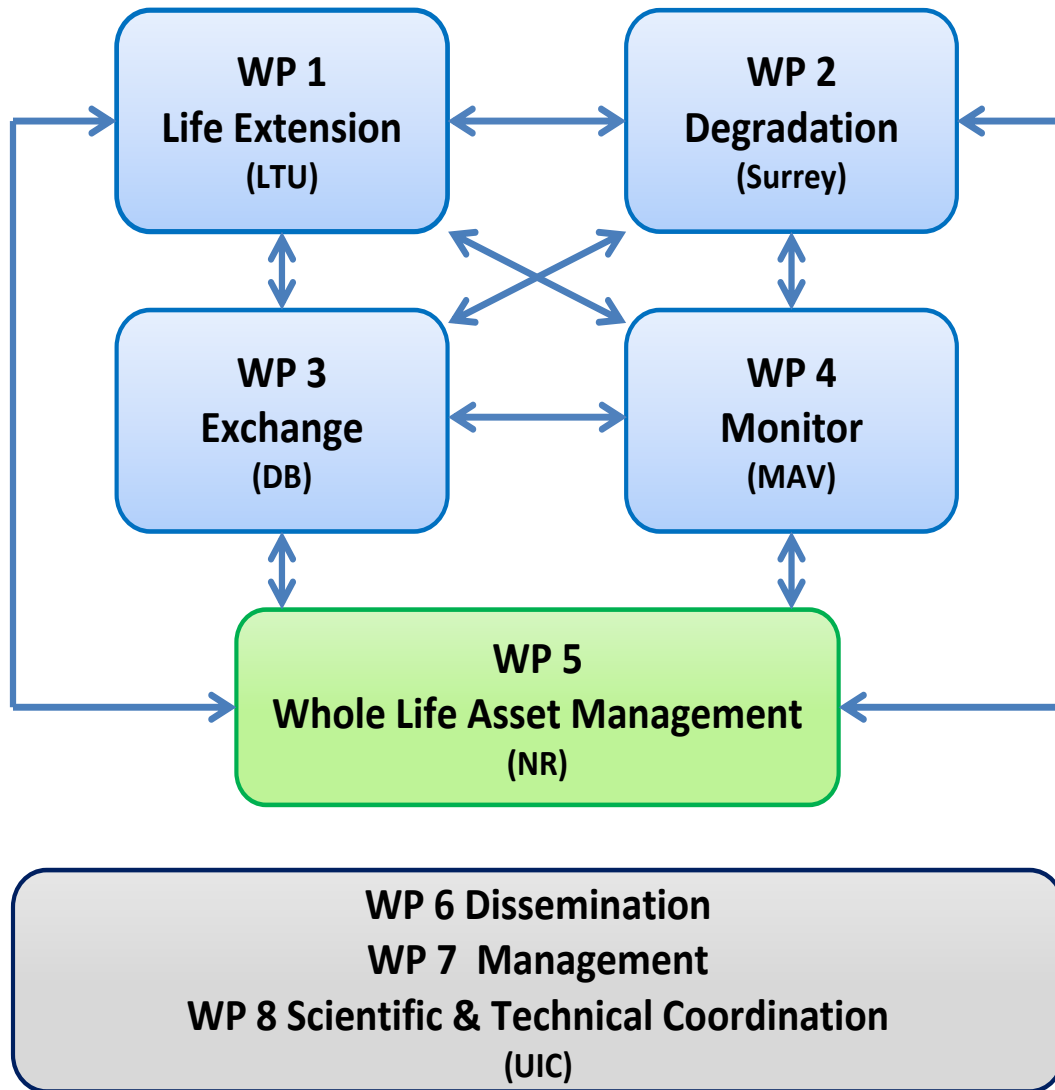 WP 1
Life Extension
(LTU)
WP 2
Degradation
(Surrey)
WP 3
Exchange
(DB)
WP 4
Monitor
(MAV)
WP 5
Whole Life Asset Management
(NR)
WP 6 Dissemination
WP 7  Management
WP 8 Scientific & Technical Coordination
(UIC)